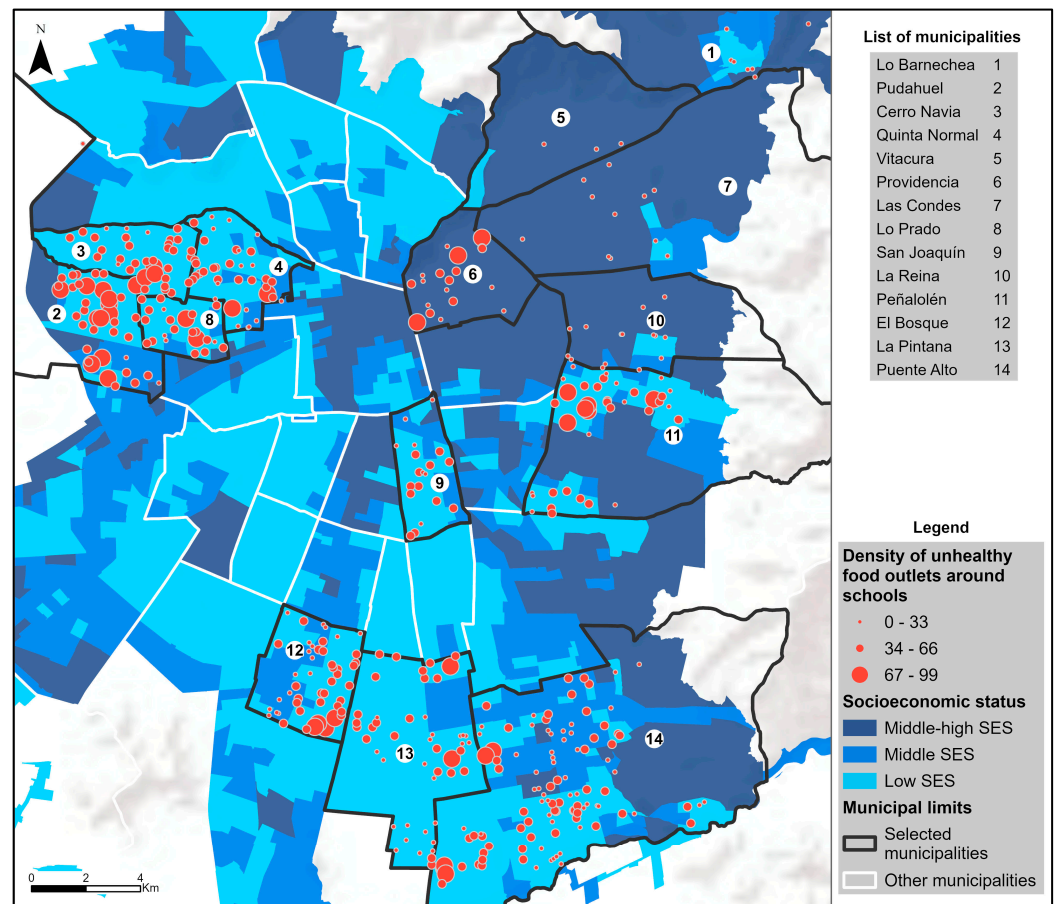 N
1
5
7
3
4
6
2
8
10
11
9
12
14
13
0 2 4
Km
List of municipalities
Lo Barnechea 1
Pudahuel 2
Cerro Navia 3
Quinta Normal 4
Vitacura 5
Providencia 6
Las Condes 7
Lo Prado 8
San Joaquín 9
La Reina 10
Peñalolén 11
El Bosque 12
La Pintana 13
Puente Alto 14
Legend
Density of unhealthy
food outlets around
schools
0 - 33
34 - 66
67 - 99
Socioeconomic status
Middle-high SES
Middle SES
Low SES
Municipal limits
Selected
municipalities
Other municipalities